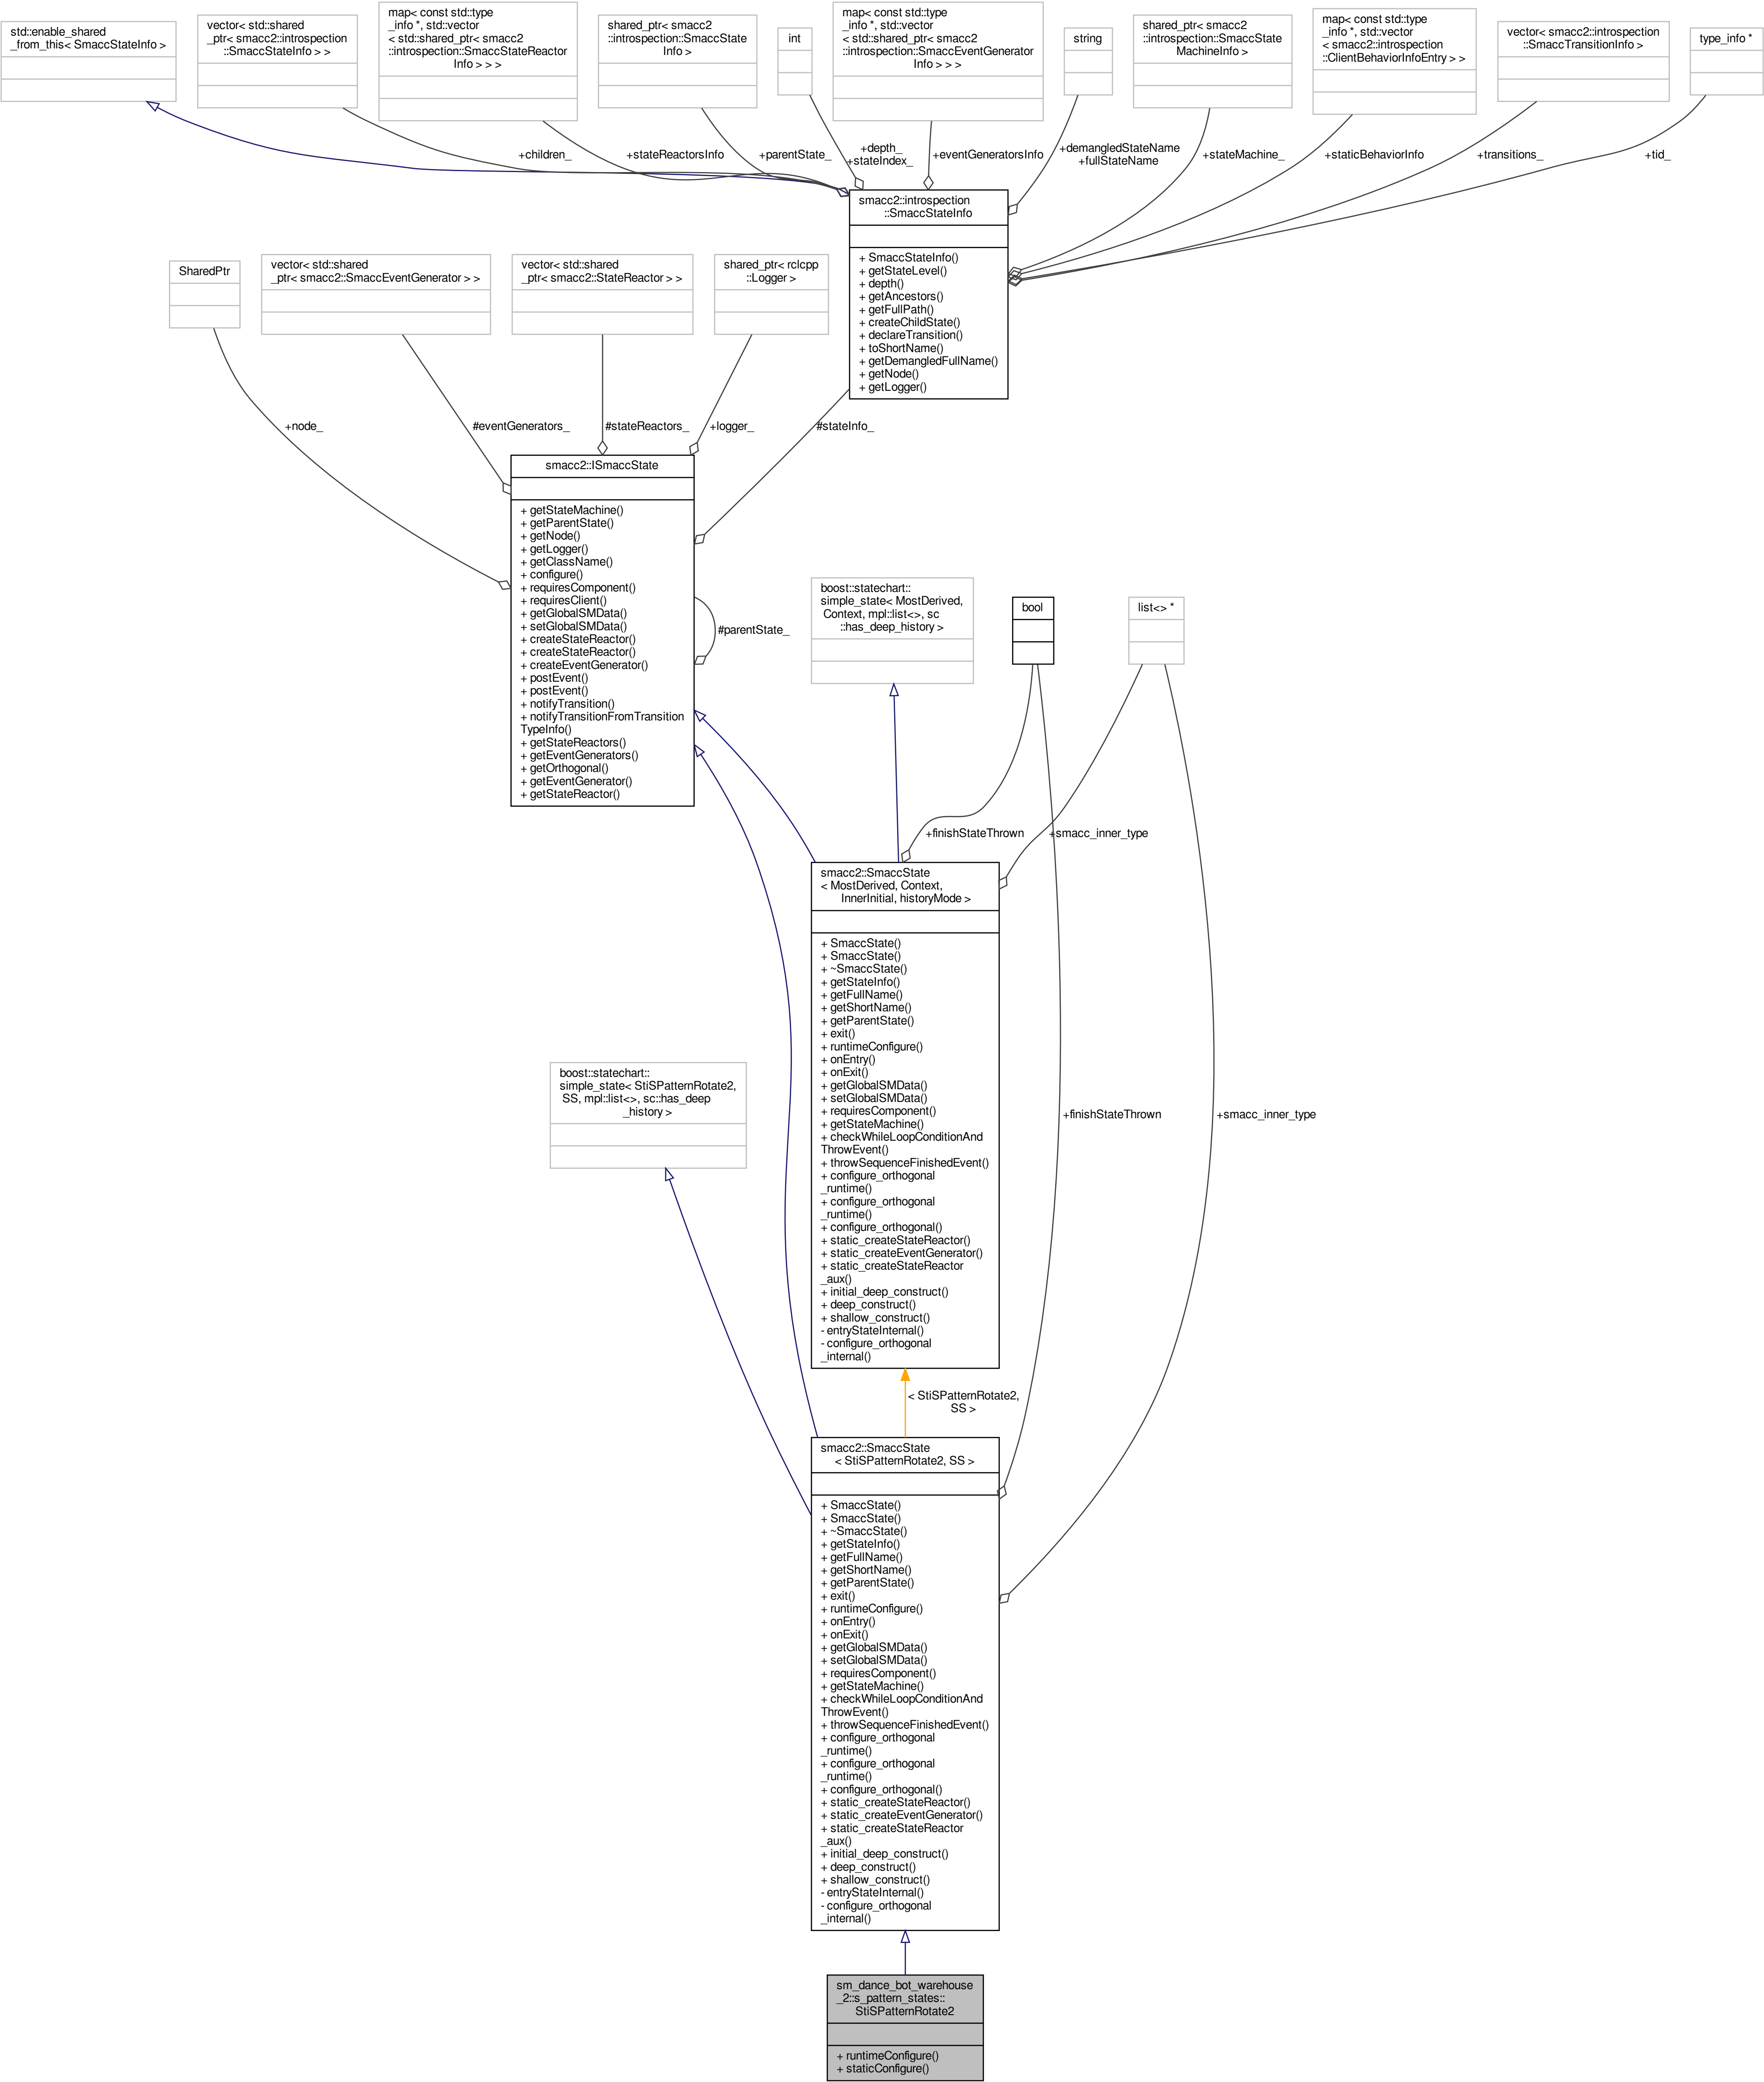 std::enable_shared
_from_this< SmaccStateInfo >
vector< std::shared
_ptr< smacc2::introspection
::SmaccStateInfo > >
map< const std::type
_info *, std::vector
< std::shared_ptr< smacc2
::introspection::SmaccStateReactor
Info > > >
shared_ptr< smacc2
::introspection::SmaccState
Info >
int
map< const std::type
_info *, std::vector
< std::shared_ptr< smacc2
::introspection::SmaccEventGenerator
Info > > >
string
shared_ptr< smacc2
::introspection::SmaccState
MachineInfo >
map< const std::type
_info *, std::vector
< smacc2::introspection
::ClientBehaviorInfoEntry > >
vector< smacc2::introspection
::SmaccTransitionInfo >
type_info *
+children_
+stateReactorsInfo
+parentState_
+depth_
+stateIndex_
+eventGeneratorsInfo
+demangledStateName
+fullStateName
+stateMachine_
+staticBehaviorInfo
+transitions_
+tid_
smacc2::introspection
::SmaccStateInfo
+ SmaccStateInfo()
+ getStateLevel()
+ depth()
+ getAncestors()
+ getFullPath()
+ createChildState()
+ declareTransition()
+ toShortName()
+ getDemangledFullName()
+ getNode()
+ getLogger()
SharedPtr
vector< std::shared
_ptr< smacc2::SmaccEventGenerator > >
vector< std::shared
_ptr< smacc2::StateReactor > >
shared_ptr< rclcpp
::Logger >
+node_
#eventGenerators_
#stateReactors_
+logger_
#stateInfo_
smacc2::ISmaccState
+ getStateMachine()
+ getParentState()
+ getNode()
+ getLogger()
+ getClassName()
+ configure()
+ requiresComponent()
+ requiresClient()
+ getGlobalSMData()
+ setGlobalSMData()
+ createStateReactor()
+ createStateReactor()
+ createEventGenerator()
+ postEvent()
+ postEvent()
+ notifyTransition()
+ notifyTransitionFromTransition
TypeInfo()
+ getStateReactors()
+ getEventGenerators()
+ getOrthogonal()
+ getEventGenerator()
+ getStateReactor()
#parentState_
boost::statechart::
simple_state< MostDerived,
Context, mpl::list<>, sc
::has_deep_history >
bool
list<> *
+finishStateThrown
+smacc_inner_type
smacc2::SmaccState
< MostDerived, Context,
InnerInitial, historyMode >
+ SmaccState()
+ SmaccState()
+ ~SmaccState()
+ getStateInfo()
+ getFullName()
+ getShortName()
+ getParentState()
+ exit()
+ runtimeConfigure()
+ onEntry()
+ onExit()
+ getGlobalSMData()
+ setGlobalSMData()
+ requiresComponent()
+ getStateMachine()
+ checkWhileLoopConditionAnd
ThrowEvent()
+ throwSequenceFinishedEvent()
+ configure_orthogonal
_runtime()
+ configure_orthogonal
_runtime()
+ configure_orthogonal()
+ static_createStateReactor()
+ static_createEventGenerator()
+ static_createStateReactor
_aux()
+ initial_deep_construct()
+ deep_construct()
+ shallow_construct()
- entryStateInternal()
- configure_orthogonal
_internal()
boost::statechart::
simple_state< StiSPatternRotate2,
SS, mpl::list<>, sc::has_deep
_history >
+finishStateThrown
+smacc_inner_type
< StiSPatternRotate2,
SS >
smacc2::SmaccState
< StiSPatternRotate2, SS >
+ SmaccState()
+ SmaccState()
+ ~SmaccState()
+ getStateInfo()
+ getFullName()
+ getShortName()
+ getParentState()
+ exit()
+ runtimeConfigure()
+ onEntry()
+ onExit()
+ getGlobalSMData()
+ setGlobalSMData()
+ requiresComponent()
+ getStateMachine()
+ checkWhileLoopConditionAnd
ThrowEvent()
+ throwSequenceFinishedEvent()
+ configure_orthogonal
_runtime()
+ configure_orthogonal
_runtime()
+ configure_orthogonal()
+ static_createStateReactor()
+ static_createEventGenerator()
+ static_createStateReactor
_aux()
+ initial_deep_construct()
+ deep_construct()
+ shallow_construct()
- entryStateInternal()
- configure_orthogonal
_internal()
sm_dance_bot_warehouse
_2::s_pattern_states::
StiSPatternRotate2
+ runtimeConfigure()
+ staticConfigure()